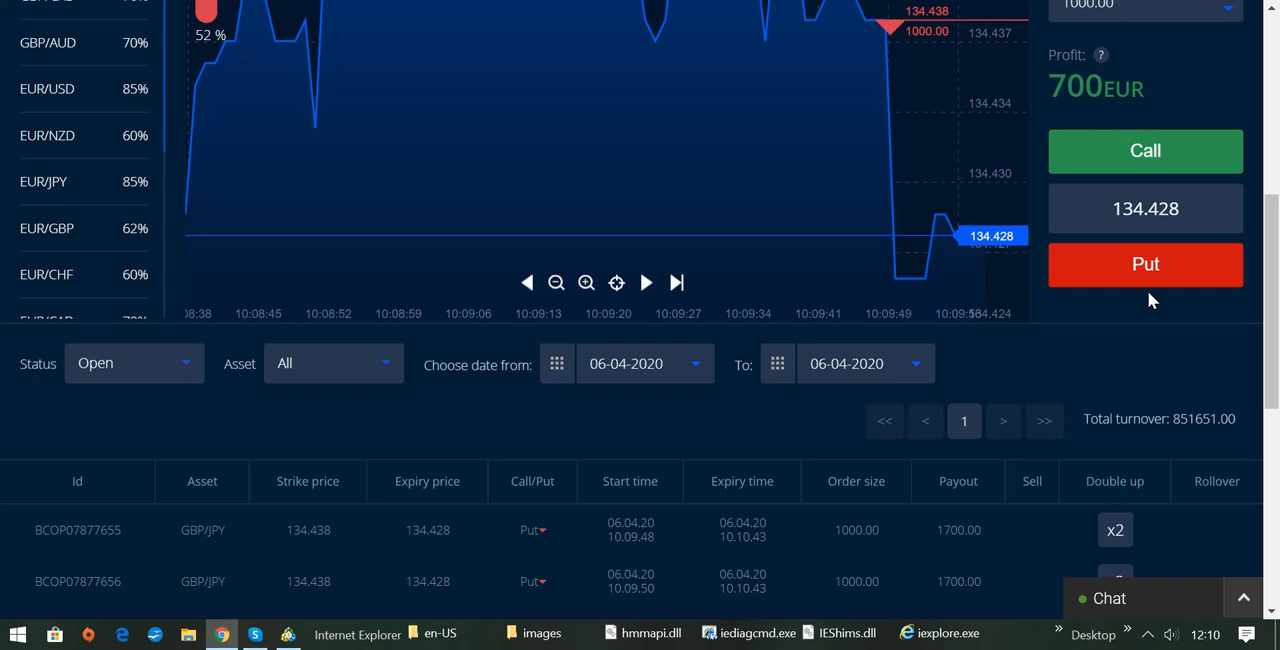 GBP/AUD 70%
EUR/USD 85%
EUR/NZD 60%
EUR/JPY 85%
EUR/GBP 62%
EUR/CHF 60%
52 %
134.438
1000.00
134.437
134.434
134.430
134.428
134.424
:08:38 10:08:45 10:08:52 10:08:59 10:09:06 10:09:13 10:09:20 10:09:27 10:09:34 10:09:41 10:09:49
1000.00
Profit: ?
700EUR
Call
134.428
Put
Status Open Asset All Choose date from: 06-04-2020 To: 06-04-2020
<< < 1 > >> Total turnover: 851651.00
Id Asset Strike price Expiry price Call/Put Start time Expiry time Order size Payout Sell Double up Rollover
BCOP07877655 GBP/JPY 134.438 134.428 Put 06.04.20 10.09.48 06.04.20 10.10.43 1000.00 1700.00 x2
BCOP07877656 GBP/JPY 134.438 134.428 Put 06.04.20 10.09.50 06.04.20 10.10.43 1000.00 1700.00
Chat
Internet Explorer en-US images hmmapi.dll iediagcmd.exe IEShims.dll iexplore.exe » Desktop » 12:10